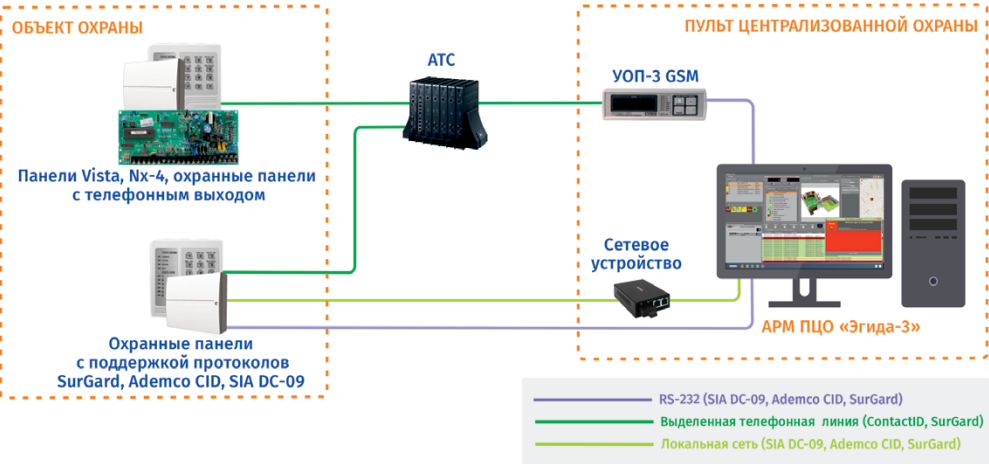 ОБЪЕКТ ОХРАНЫ
ПУЛЬТ ЦЕНТРАЛИЗОВАННОЙ ОХРАНЫ
АТС
УОП-3 GSM
Панели Vista, Nx-4, охранные панели
с телефонным выходом
Сетевое
устройство
АРМ ПЦО «Эгида-3»
Охранные панели
с поддержкой протоколов
SurGard, Ademco CID, SIA DC-09
RS-232 (SIA DC-09, Ademco CID, SurGard)
Выделенная телефонная линия (ContactID, SurGard)
Локальная сеть (SIA DC-09, Ademco CID, SurGard)